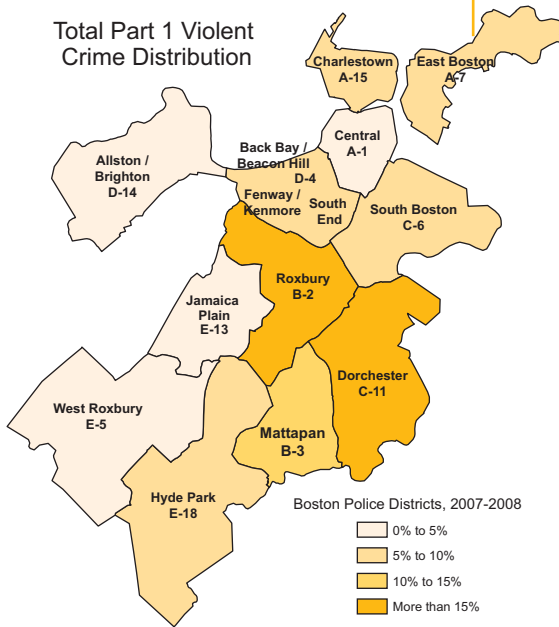 Total Part 1 Violent
Crime Distribution
Charlestown
A-15
East Boston
A-7
Central
A-1
Allston /
Brighton
D-14
Back Bay /
Beacon Hill
D-4
Fenway /
Kenmore
South
End
South Boston
C-6
Roxbury
B-2
Jamaica
Plain
E-13
Dorchester
C-11
West Roxbury
E-5
Mattapan
B-3
Hyde Park
E-18
Boston Police Districts, 2007-2008
0% to 5%
5% to 10%
10% to 15%
More than 15%